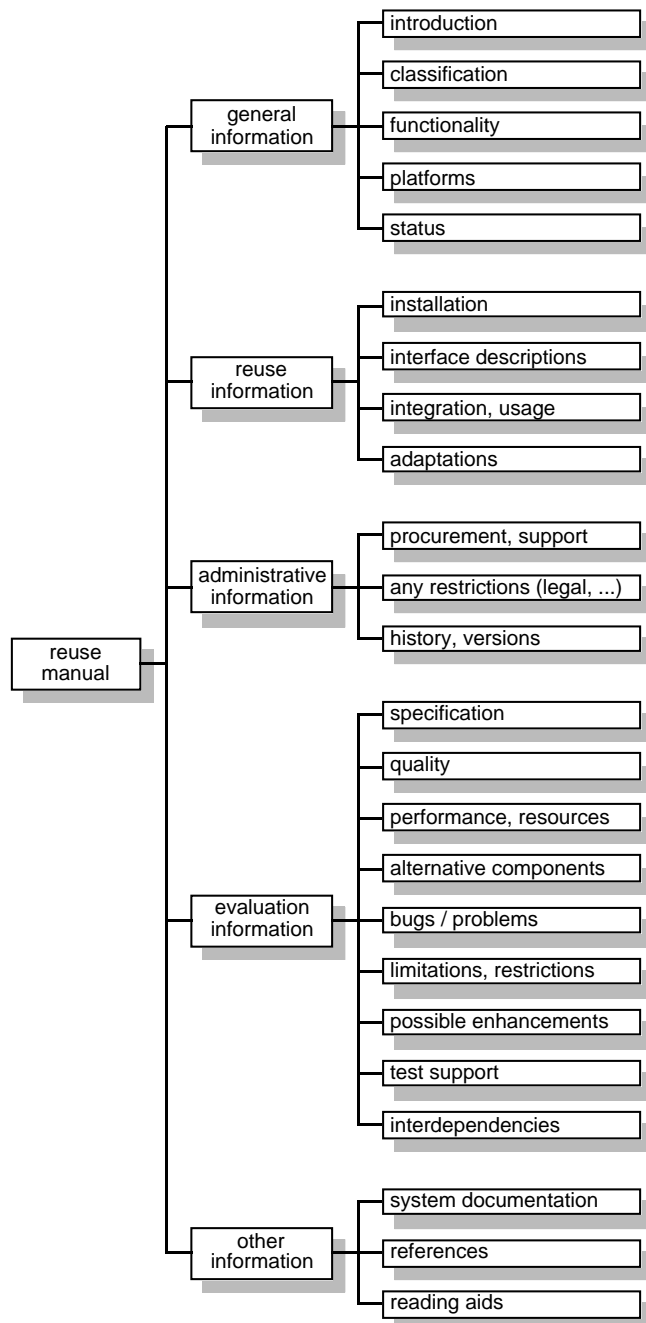 introduction
classification
general
information
functionality
platforms
status
installation
interface descriptions
reuse
information
integration, usage
adaptations
procurement, support
administrative
information
any restrictions (legal, ...)
history, versions
reuse
manual
specification
quality
performance, resources
alternative components
evaluation
information
bugs / problems
limitations, restrictions
possible enhancements
test support
interdependencies
system documentation
other
information
references
reading aids